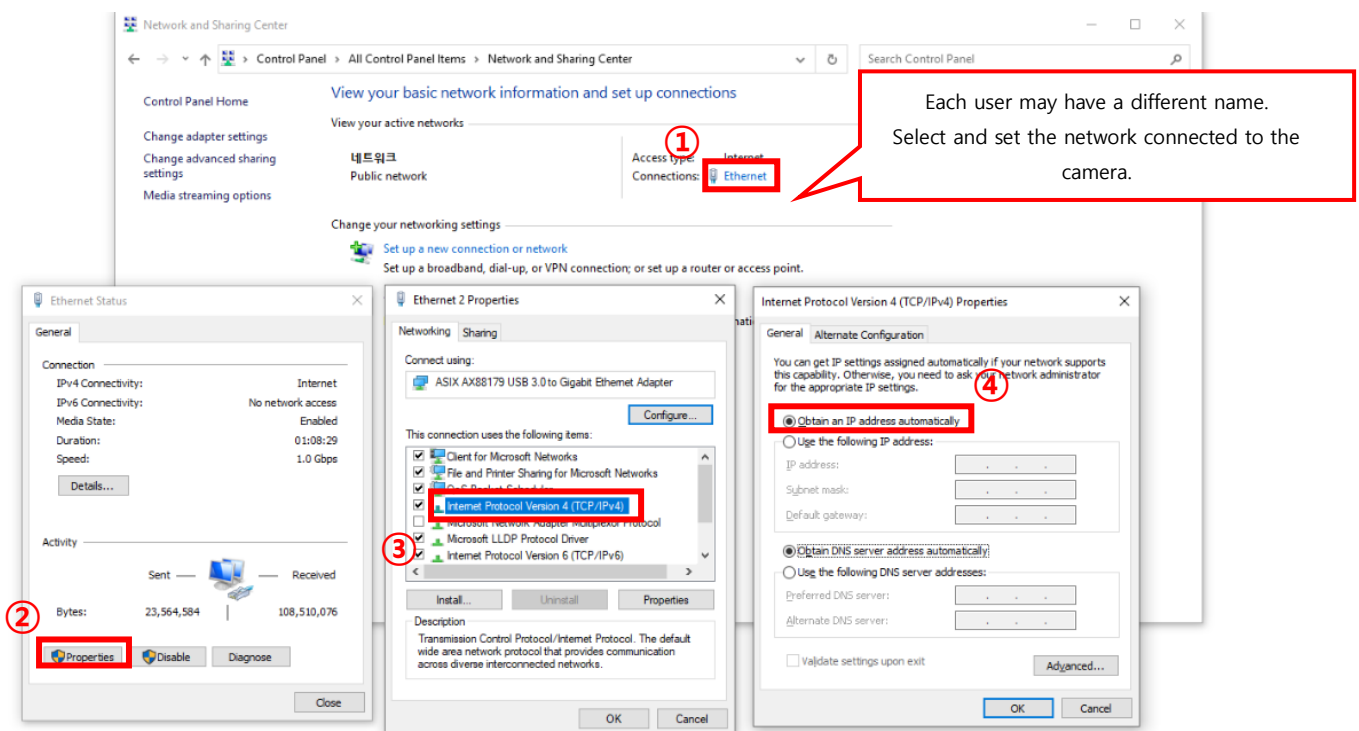 Network and Sharing Center
Control Panel > All Control Panel Items > Network and Sharing Center
Search Control Panel
Control Panel Home
Change adapter settings
Change advanced sharing
settings
Media streaming options
View your basic network information and set up connections
View your active networks
네트워크
Public network
Access type: Internet
Connections: Ethernet
①
Each user may have a different name.
Select and set the network connected to the
camera.
Change your networking settings
Set up a new connection or network
Set up a broadband, dial-up, or VPN connection; or set up a router or access point.
Ethernet Status
General
Connection
IPv4 Connectivity: Internet
IPv6 Connectivity: No network access
Media State: Enabled
Duration: 01:08:29
Speed: 1.0 Gbps
Details...
Activity
Sent — — Received
②
Bytes: 23,564,584 | 108,510,076
Properties Disable Diagnose
Close
Ethernet 2 Properties
Networking Sharing
Connect using:
ASIX AX88179 USB 3.0 to Gigabit Ethernet Adapter
Configure...
This connection uses the following items:
Client for Microsoft Networks
File and Printer Sharing for Microsoft Networks
QoS Packet Scheduler
Internet Protocol Version 4 (TCP/IPv4)
Microsoft Network Adapter Multiplexor Protocol
Microsoft LLDP Protocol Driver
③
Internet Protocol Version 6 (TCP/IPv6)
Install... Uninstall Properties
Description
Transmission Control Protocol/Internet Protocol. The default
wide area network protocol that provides communication
across diverse interconnected networks.
OK Cancel
Internet Protocol Version 4 (TCP/IPv4) Properties
General Alternate Configuration
You can get IP settings assigned automatically if your network supports
this capability. Otherwise, you need to ask your network administrator
for the appropriate IP settings.
④
Obtain an IP address automatically
Use the following IP address:
IP address:
Subnet mask:
Default gateway:
Obtain DNS server address automatically
Use the following DNS server addresses:
Preferred DNS server:
Alternate DNS server:
Validate settings upon exit
Advanced...
OK Cancel